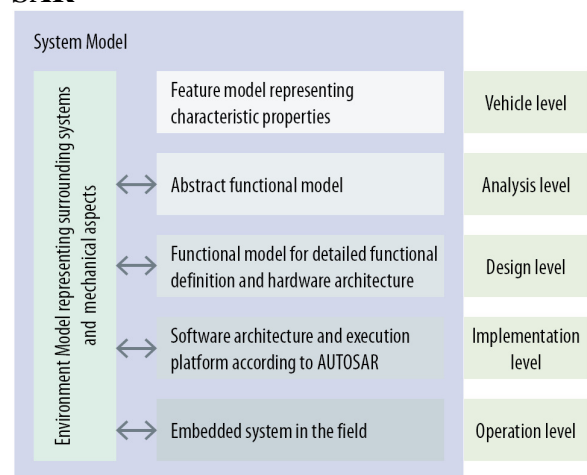 SAR
System Model
Environment Model representing surrounding systems
and mechanical aspects
Feature model representing
characteristic properties
Vehicle level
Abstract functional model
Analysis level
Functional model for detailed functional
definition and hardware architecture
Design level
Software architecture and execution
platform according to AUTOSAR
Implementation
level
Embedded system in the field
Operation level